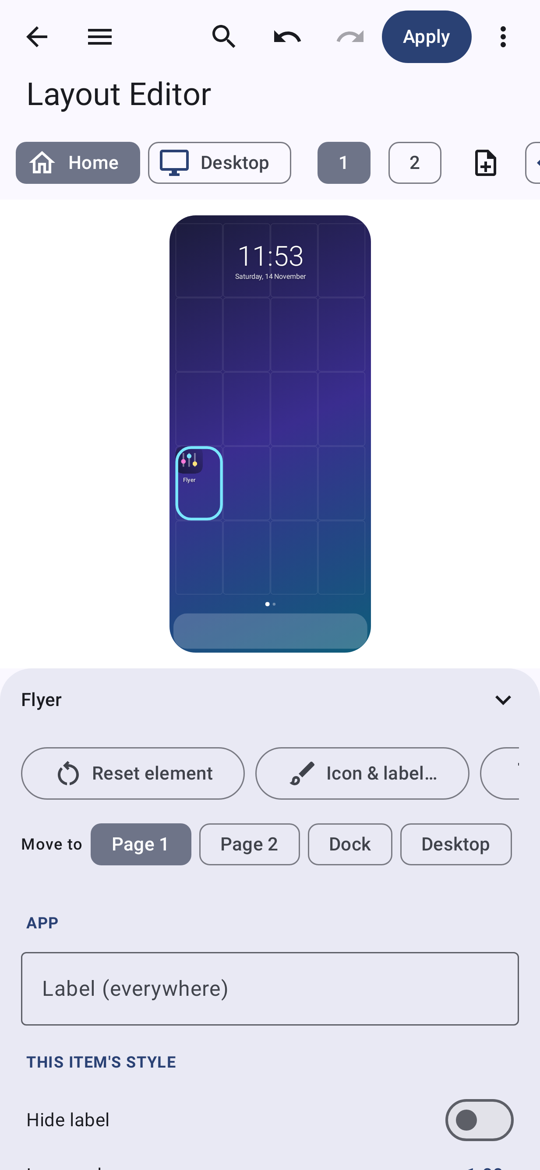 Apply
Layout Editor
Home
Desktop
1
2
11:53
Saturday, 14 November
Flyer
Flyer
Reset element
Icon & label…
Move to
Page 1
Page 2
Dock
Desktop
APP
Label (everywhere)
THIS ITEM'S STYLE
Hide label